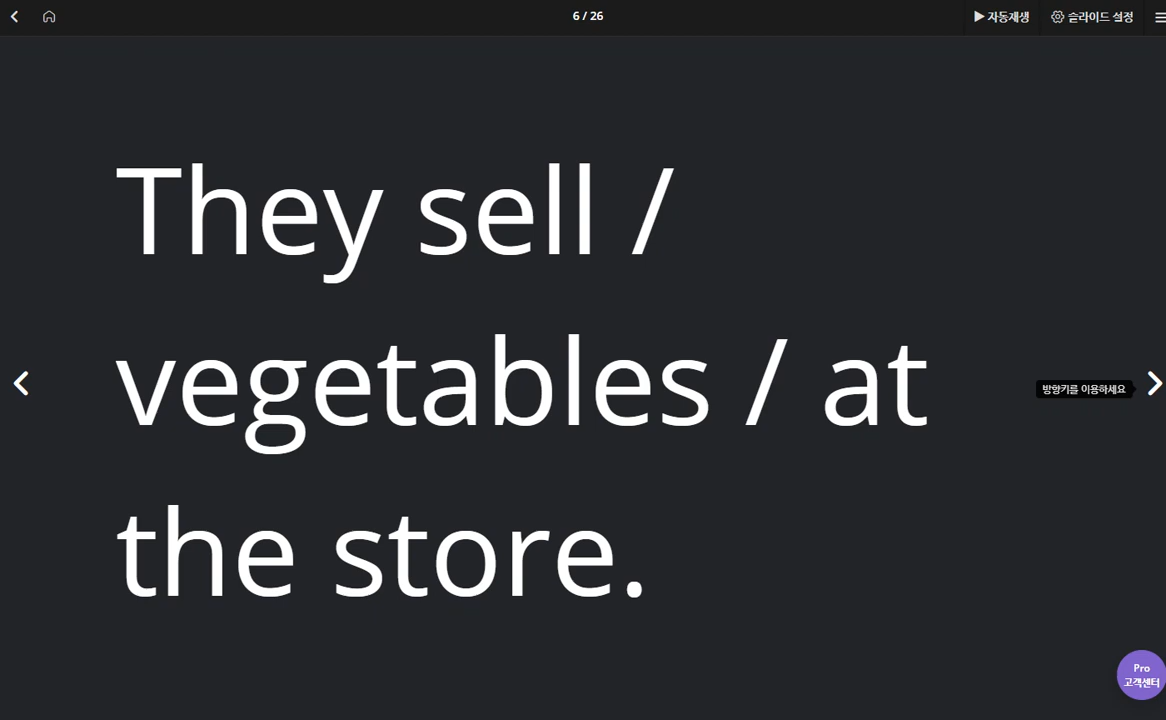 6 / 26
▶ 자동재생
슬라이드 설정
They sell /
vegetables / at
방향키를 이용하세요
the store.
Pro
고객센터